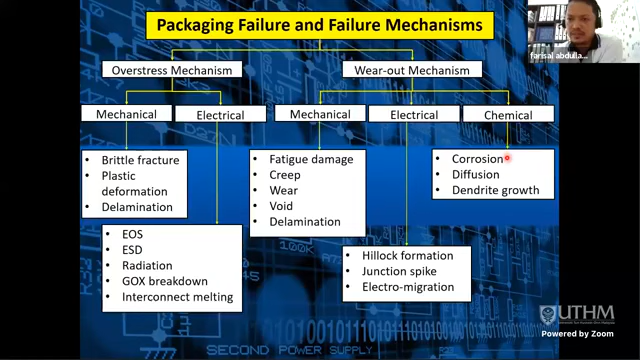 Packaging Failure and Failure Mechanisms
farisal abdulla...
Overstress Mechanism
Wear-out Mechanism
Mechanical
Electrical
Mechanical
Electrical
Chemical
• Brittle fracture
• Plastic
deformation
• Delamination
• Fatigue damage
• Creep
• Wear
• Void
• Delamination
• Corrosion
• Diffusion
• Dendrite growth
• EOS
• ESD
• Radiation
• GOX breakdown
• Interconnect melting
• Hillock formation
• Junction spike
• Electro-migration
100K
UTHM
Powered by Zoom
SECOND POWER SUPPLY